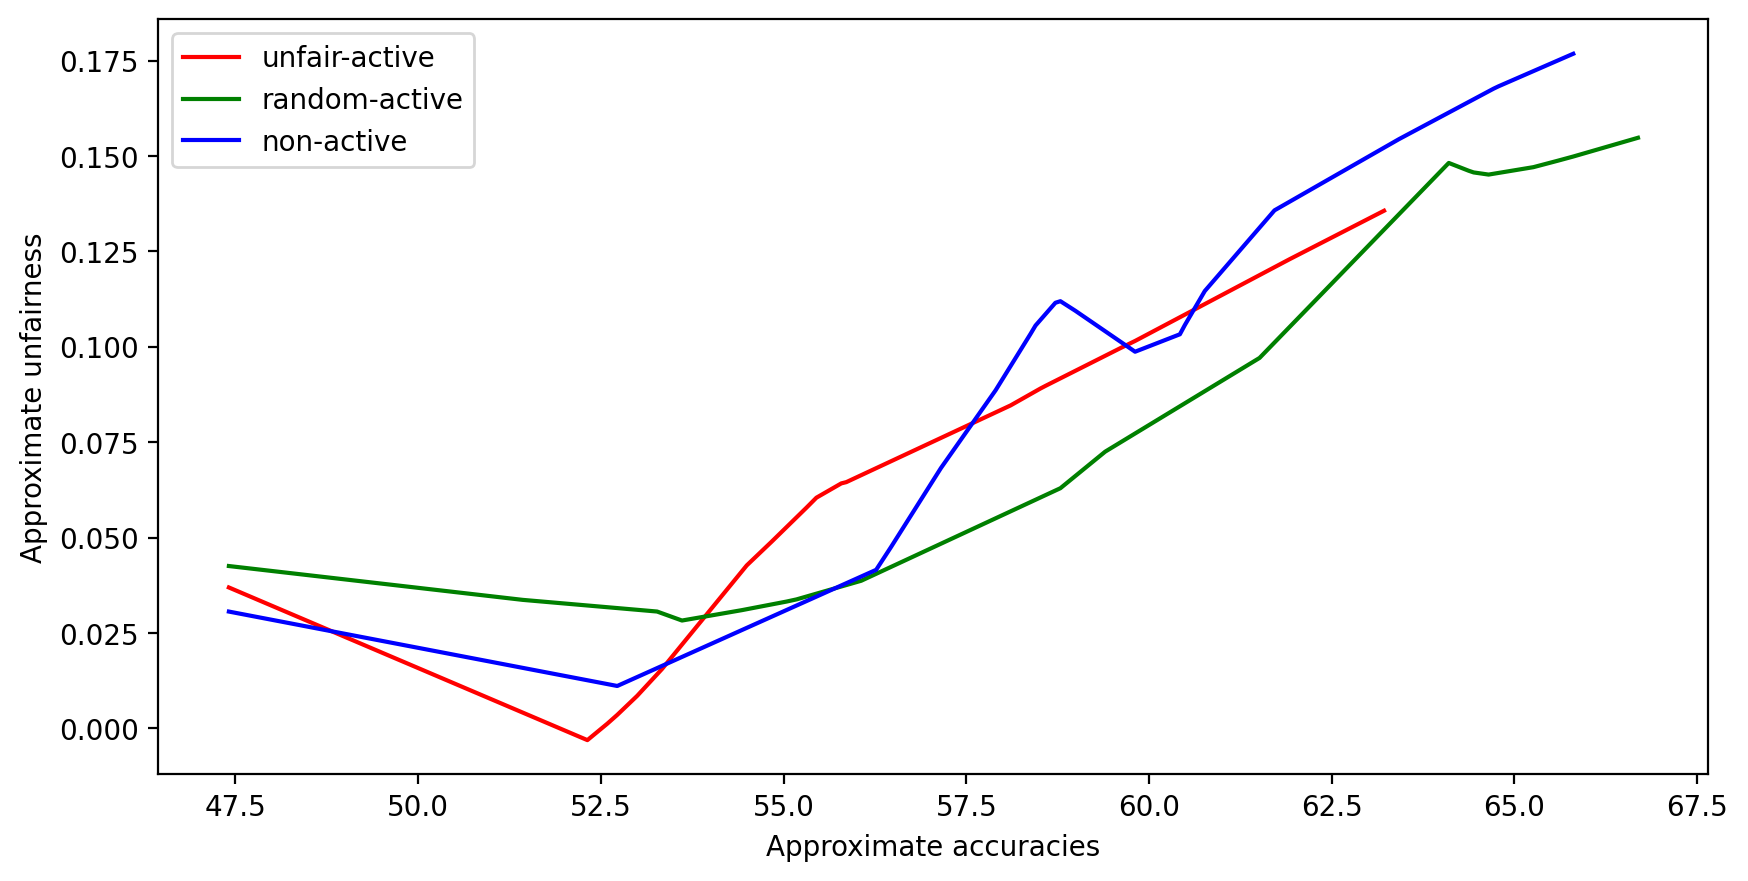 unfair-active
random-active
non-active
0.175
0.150
0.125
0.100
0.075
0.050
0.025
0.000
Approximate unfairness
47.5 50.0 52.5 55.0 57.5 60.0 62.5 65.0 67.5
Approximate accuracies